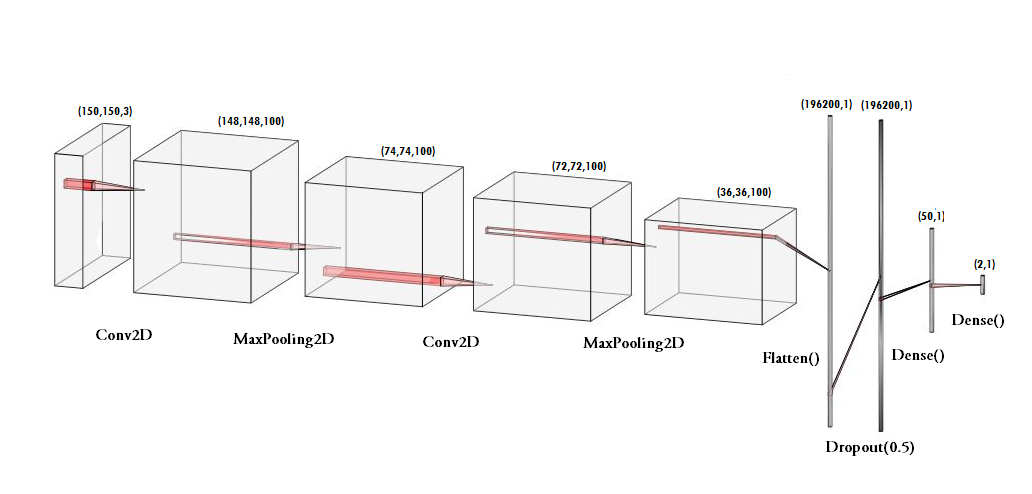 (150,150,3)
(148,148,100)
(74,74,100)
(72,72,100)
(36,36,100)
(196200,1)
(196200,1)
(50,1)
(2,1)
Conv2D
MaxPooling2D
Conv2D
MaxPooling2D
Flatten()
Dropout(0.5)
Dense()
Dense()